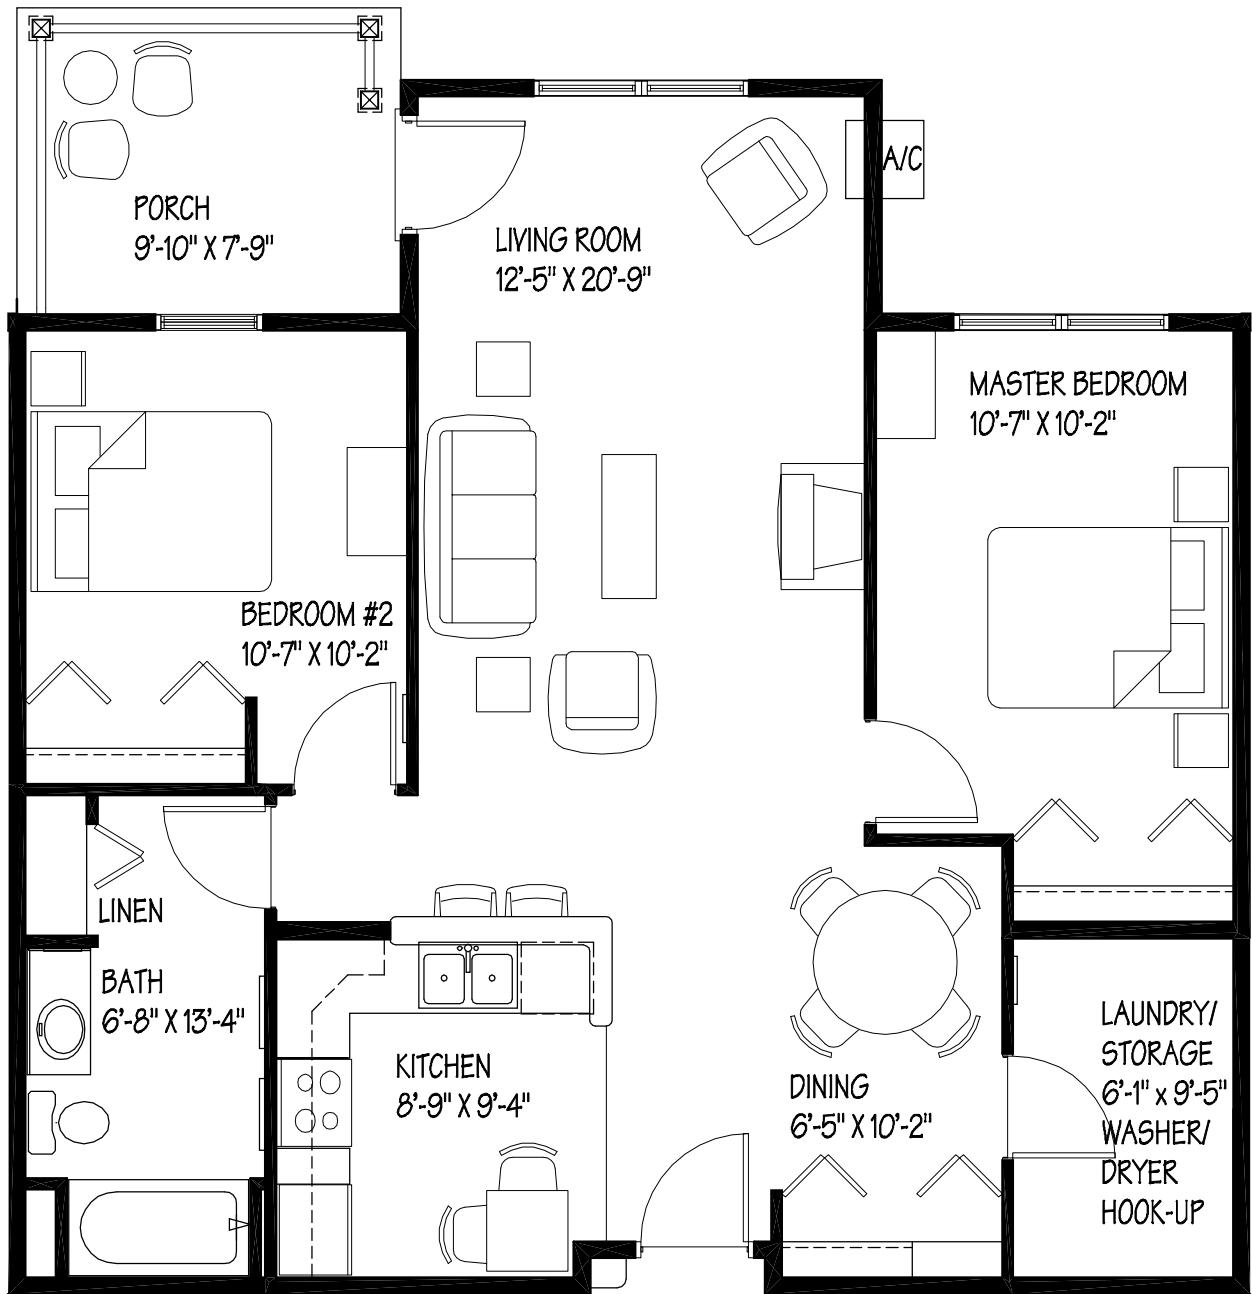 PORCH
9'-10" X 7'-9"
LIVING ROOM
12'-5" X 20'-9"
A/C
MASTER BEDROOM
10'-7" X 10'-2"
BEDROOM #2
10'-7" X 10'-2"
LINEN
BATH
6'-8" X 13'-4"
KITCHEN
8'-9" X 9'-4"
DINING
6'-5" X 10'-2"
LAUNDRY/
STORAGE
6'-1" x 9'-5"
WASHER/
DRYER
HOOK-UP